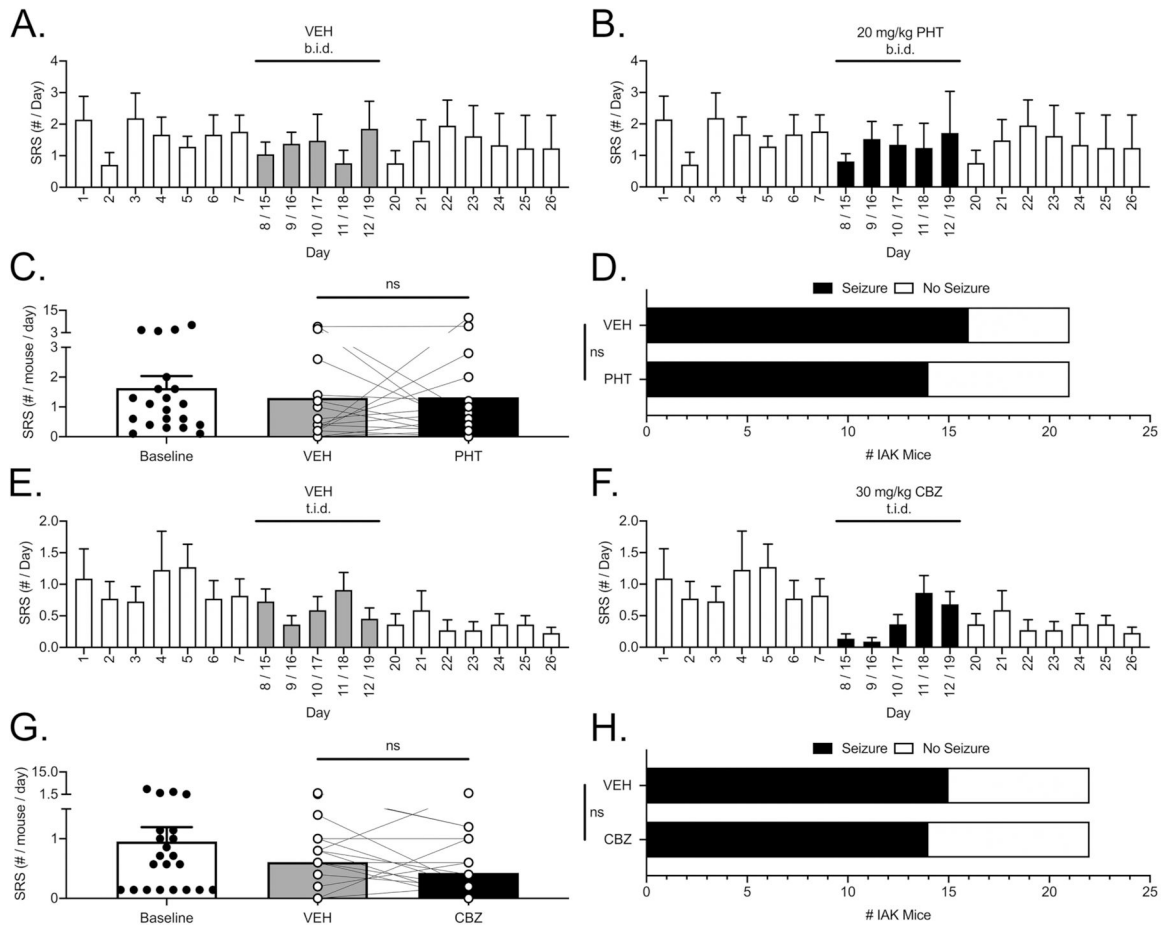 A.
VEH
b.i.d.
SRS (# / Day)
4
3
2
1
0
1 2 3 4 5 6 7 8 / 15 9 / 16 10 / 17 11 / 18 12 / 19 20 21 22 23 24 25 26
Day
B.
20 mg/kg PHT
b.i.d.
SRS (# / Day)
4
3
2
1
0
1 2 3 4 5 6 7 8 / 15 9 / 16 10 / 17 11 / 18 12 / 19 20 21 22 23 24 25 26
Day
C.
ns
SRS (# / mouse / day)
15
3
3
2
1
0
Baseline VEH PHT
D.
Seizure No Seizure
VEH
ns
PHT
0 5 10 15 20 25
# IAK Mice
E.
VEH
t.i.d.
SRS (# / Day)
2.0
1.5
1.0
0.5
0.0
1 2 3 4 5 6 7 8 / 15 9 / 16 10 / 17 11 / 18 12 / 19 20 21 22 23 24 25 26
Day
F.
30 mg/kg CBZ
t.i.d.
SRS (# / Day)
2.0
1.5
1.0
0.5
0.0
1 2 3 4 5 6 7 8 / 15 9 / 16 10 / 17 11 / 18 12 / 19 20 21 22 23 24 25 26
Day
G.
ns
SRS (# / mouse / day)
15.0
1.5
1
0
Baseline VEH CBZ
H.
Seizure No Seizure
VEH
ns
CBZ
0 5 10 15 20 25
# IAK Mice